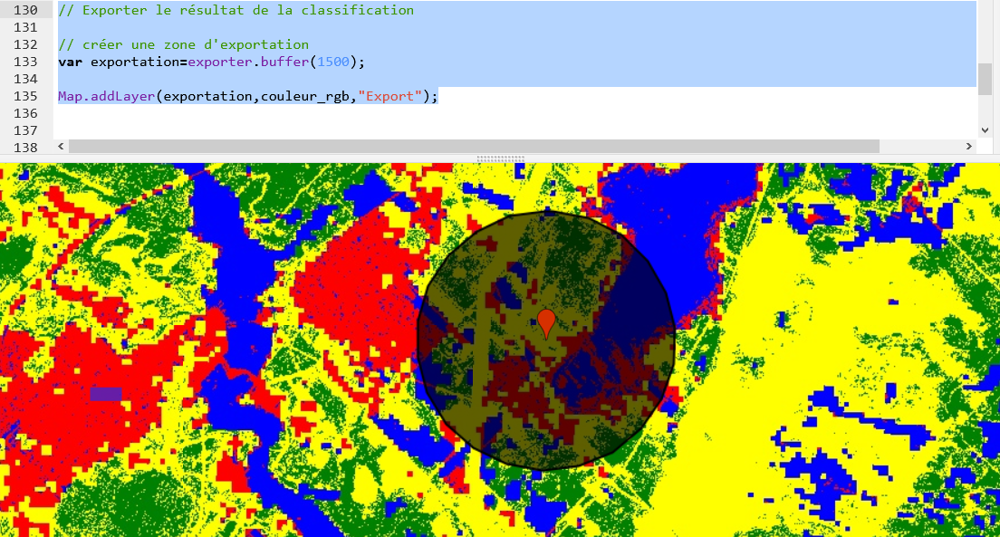 130 // Exporter le résultat de la classification
131
132 // créer une zone d'exportation
133 var exportation=exporter.buffer(1500);
134
135 Map.addLayer(exportation,couleur_rgb,"Export");
136
137
138